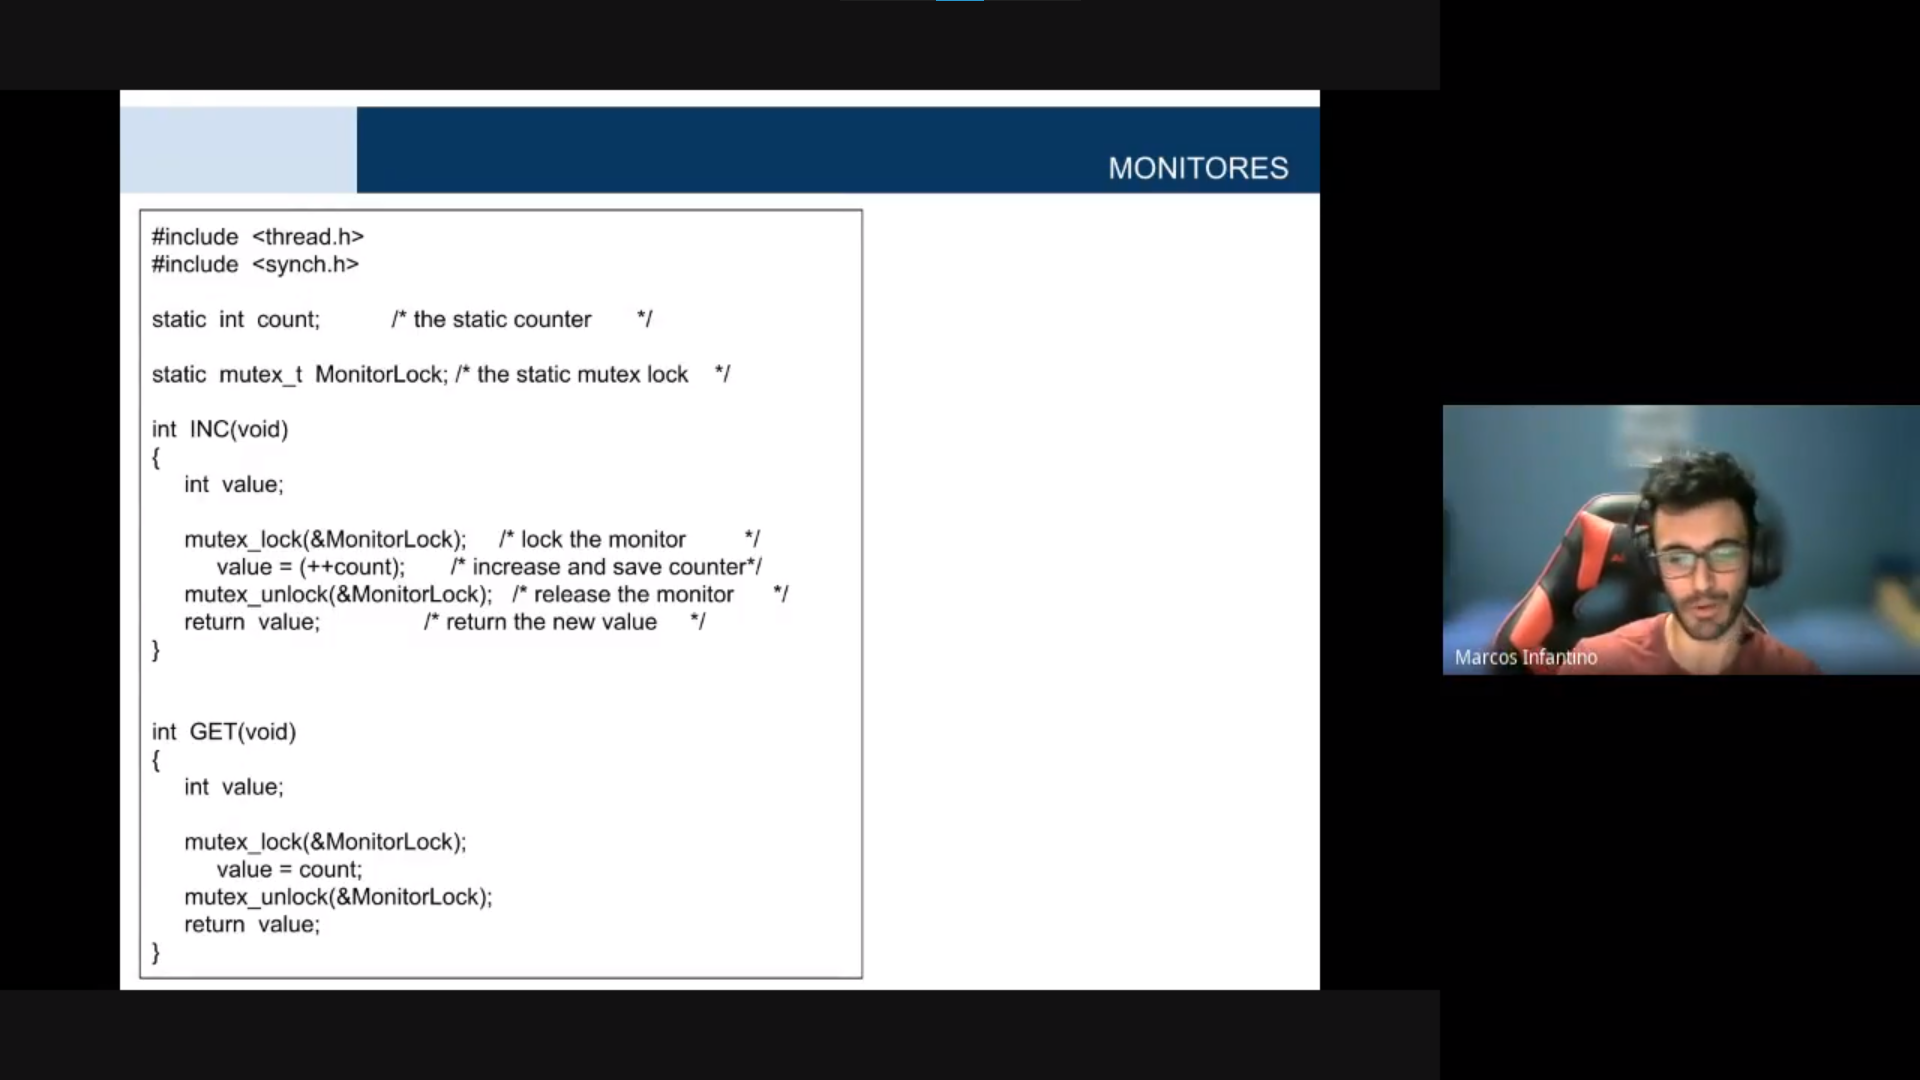 MONITORES
#include <thread.h>
#include <synch.h>
static int count; /* the static counter */
static mutex_t MonitorLock; /* the static mutex lock */
int INC(void)
{
int value;
mutex_lock(&MonitorLock); /* lock the monitor */
value = (++count); /* increase and save counter*/
mutex_unlock(&MonitorLock); /* release the monitor */
return value; /* return the new value */
}
int GET(void)
{
int value;
mutex_lock(&MonitorLock);
value = count;
mutex_unlock(&MonitorLock);
return value;
}
Marcos Infantino